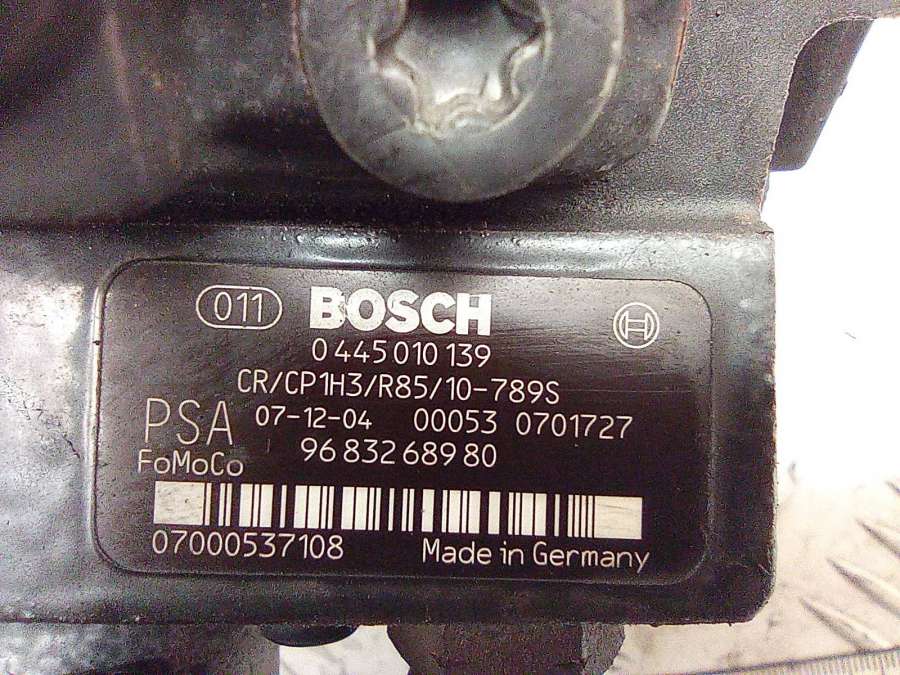 011 BOSCH
0 445 010 139
CR/CP1H3/R85/10-789S
PSA 07-12-04 00053 0701727
FoMoCo 96 832 689 80
07000537108 Made in Germany